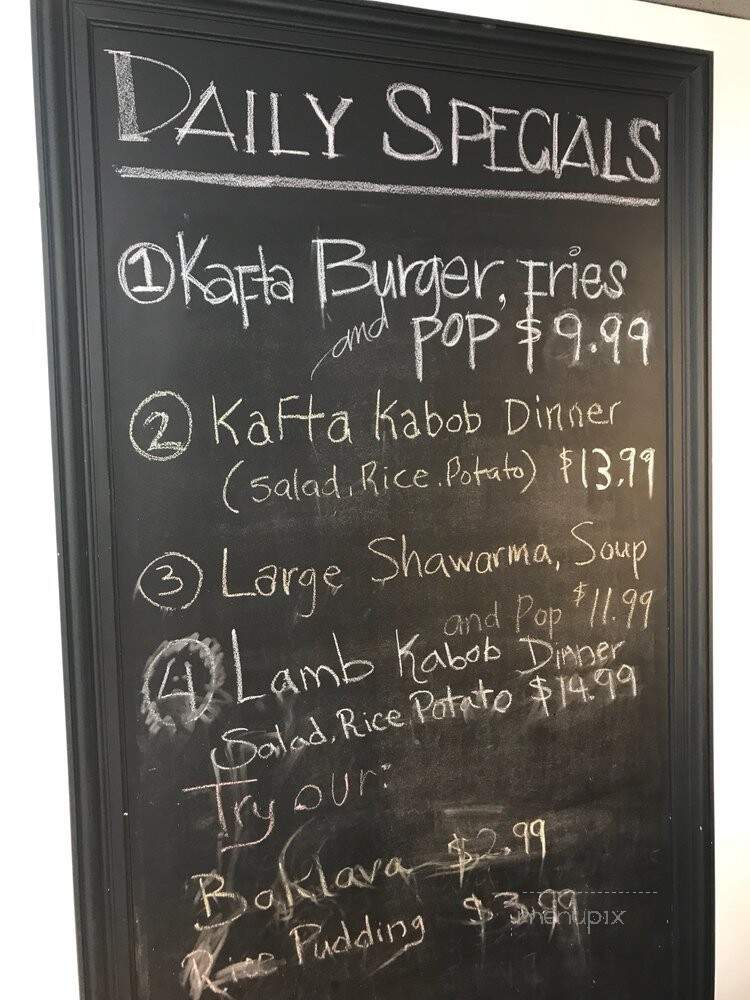 DAILY SPECIALS
1 Kafta Burger, Fries
and POP $9.99
2 Kafta Kabob Dinner
(Salad, Rice, Potato) $13.99
3 Large Shawarma, Soup
and Pop $11.99
4 Lamb Kabob Dinner
Salad, Rice Potato $14.99
Try our:
Baklava $2.99
Rice Pudding $3.99
menupix